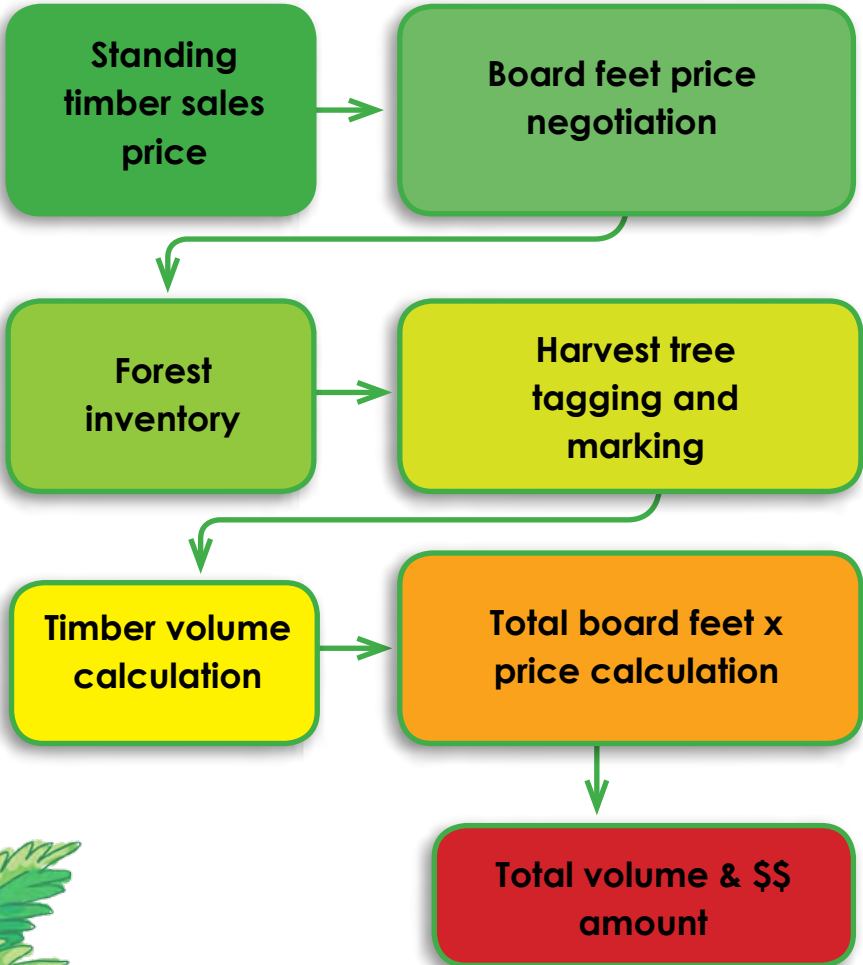 Standing
timber sales
price
Board feet price
negotiation
Forest
inventory
Harvest tree
tagging and
marking
Timber volume
calculation
Total board feet x
price calculation
Total volume & $$
amount